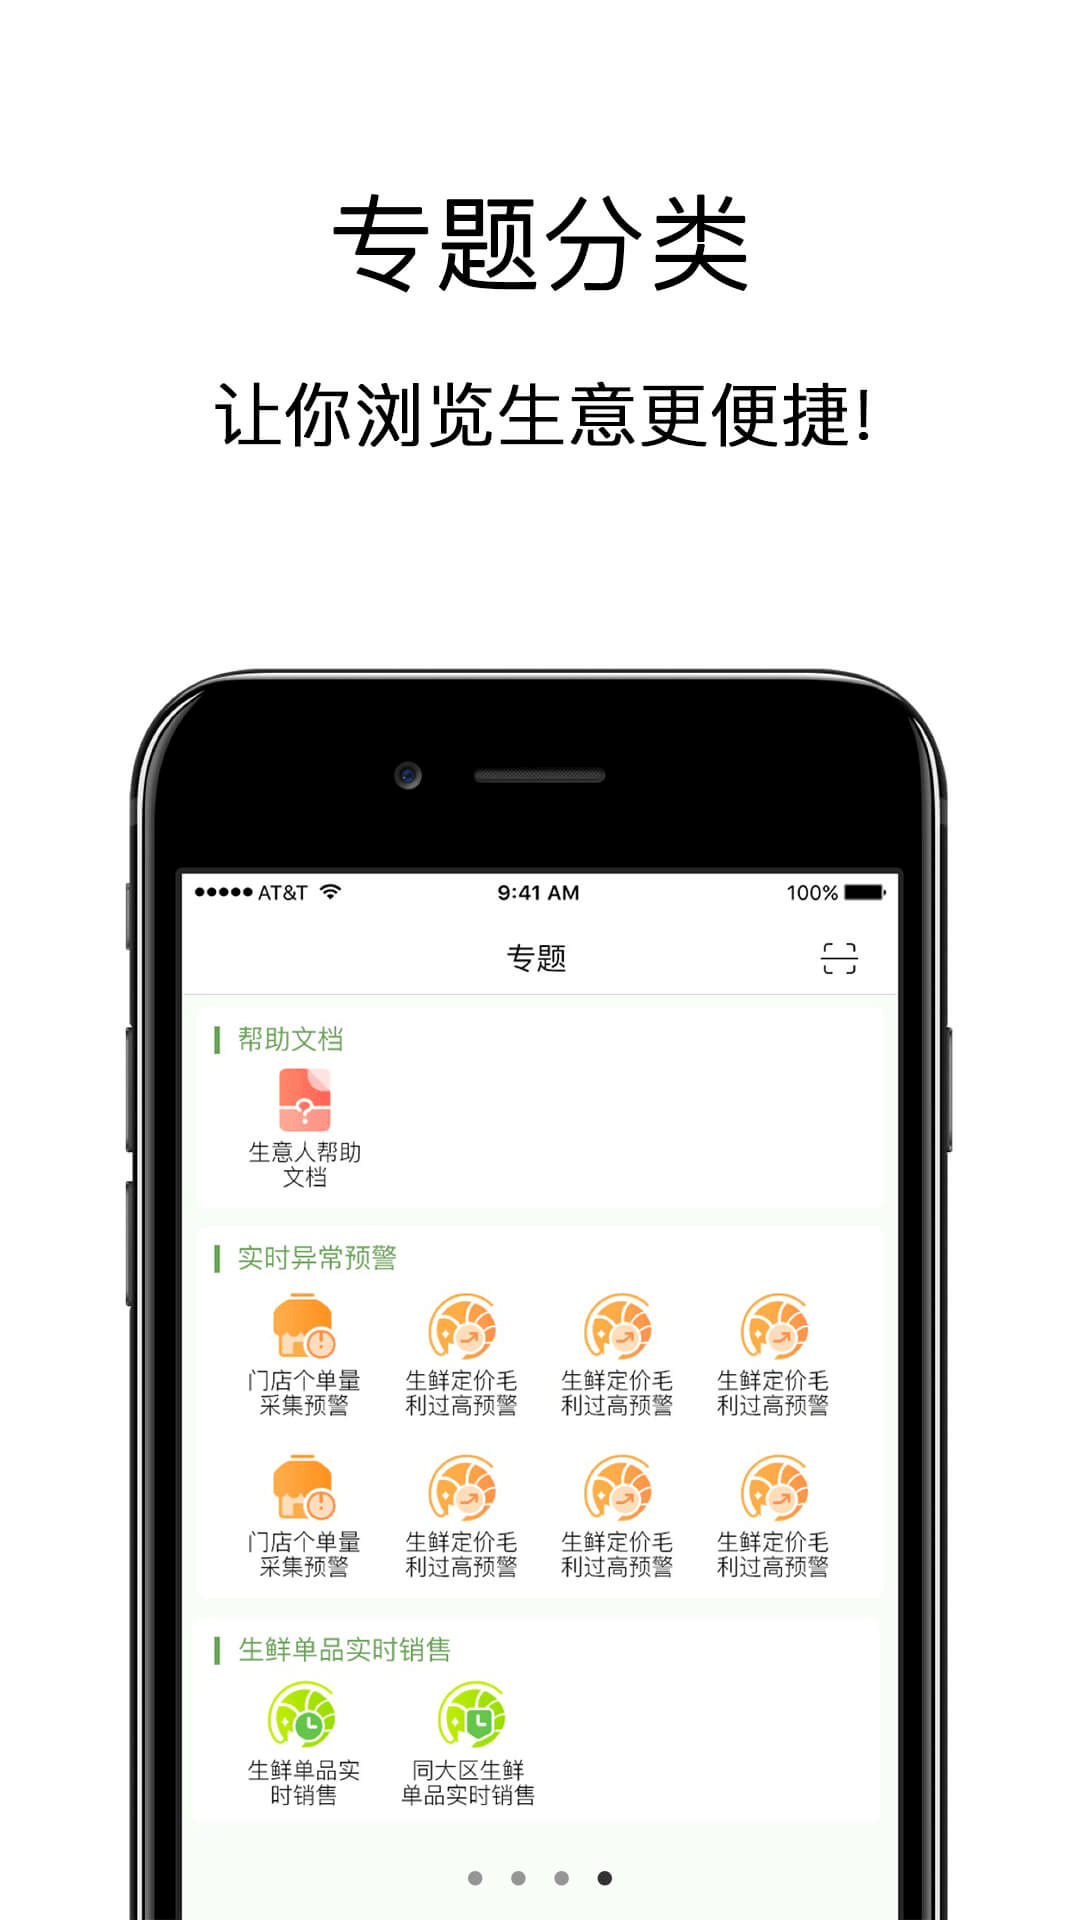 专题分类
让你浏览生意更便捷!
AT&T 9:41 AM 100%
专题
帮助文档
生意人帮助
文档
实时异常预警
门店个单量 生鲜定价毛 生鲜定价毛 生鲜定价毛
采集预警 利过高预警 利过高预警 利过高预警
门店个单量 生鲜定价毛 生鲜定价毛 生鲜定价毛
采集预警 利过高预警 利过高预警 利过高预警
生鲜单品实时销售
生鲜单品实 同大区生鲜
时销售 单品实时销售